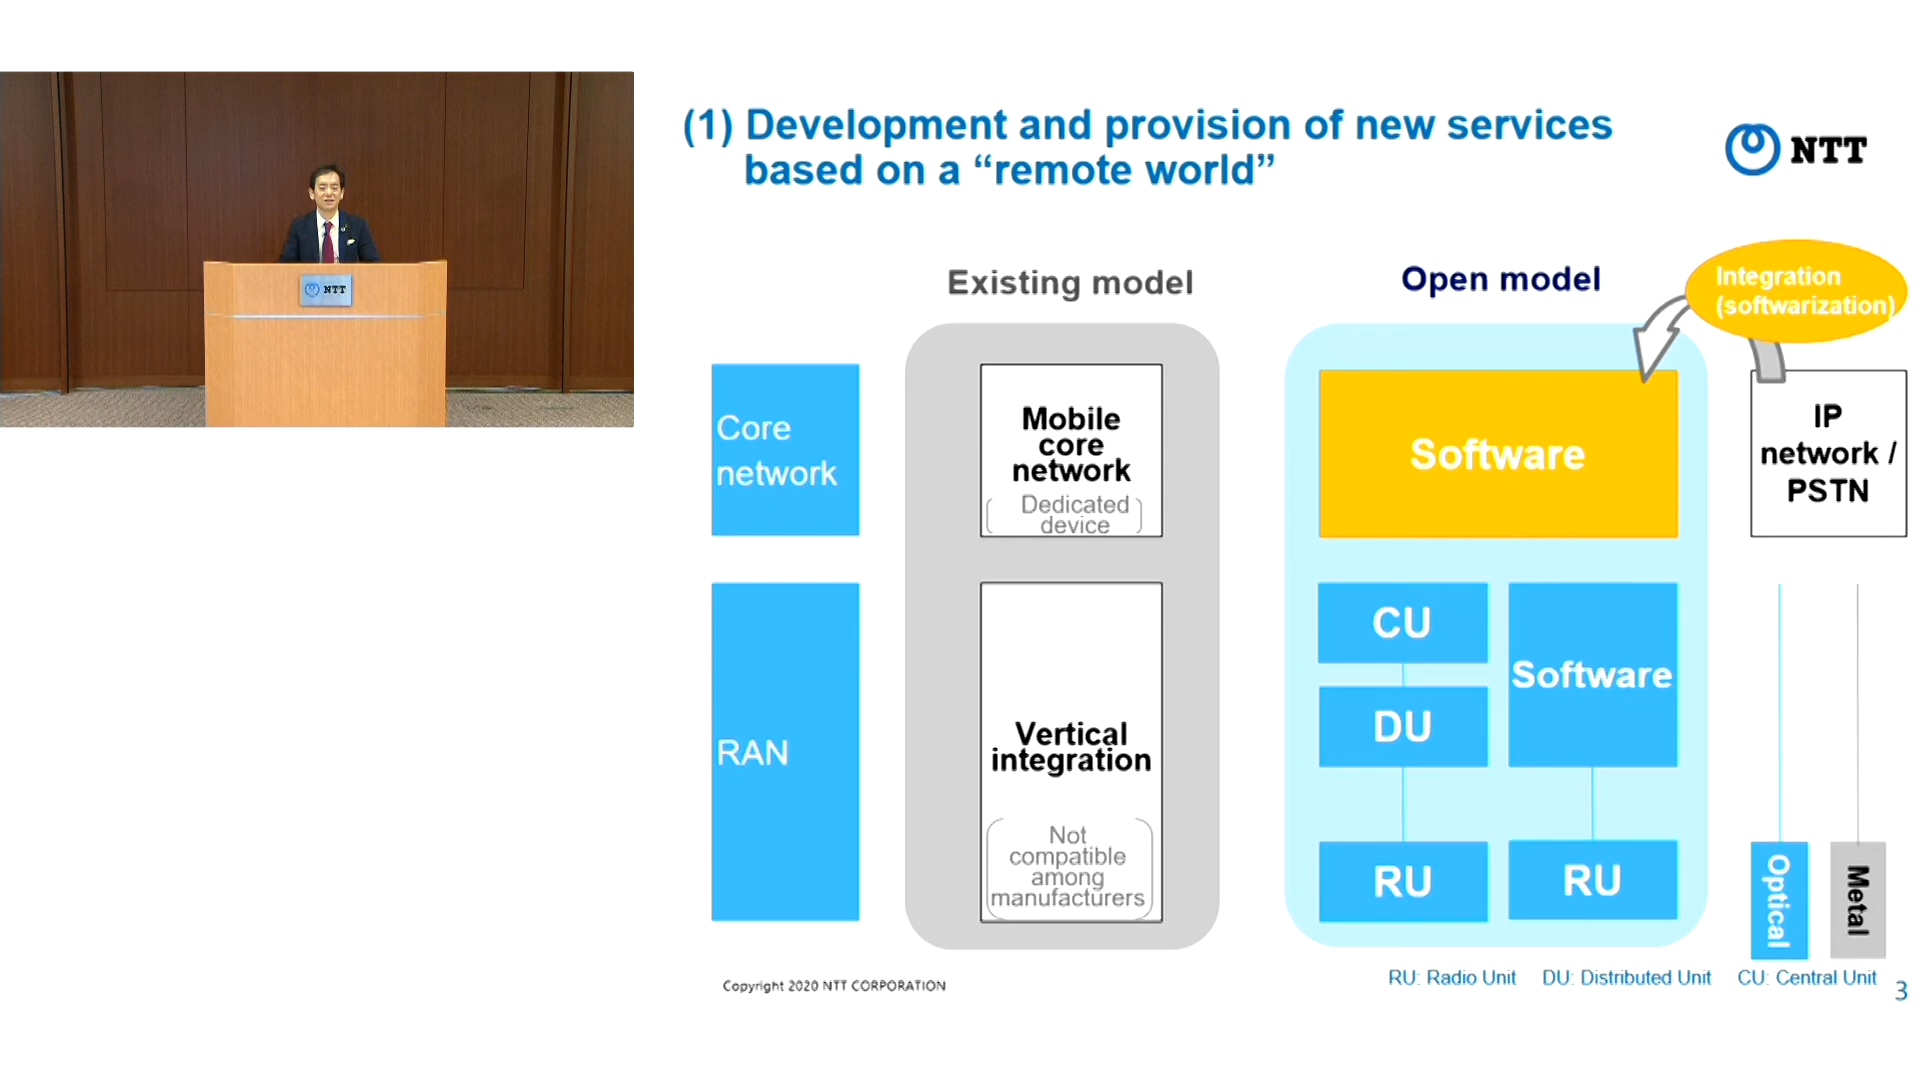 NTT
(1) Development and provision of new services
based on a “remote world”
NTT
Existing model
Open model
Integration
(softwarization)
Core
network
Mobile
core
network
Dedicated
device
Software
IP
network /
PSTN
RAN
Vertical
integration
Not
compatible
among
manufacturers
CU
DU
RU
Software
RU
Optical
Metal
RU: Radio Unit DU: Distributed Unit CU: Central Unit
Copyright 2020 NTT CORPORATION
3